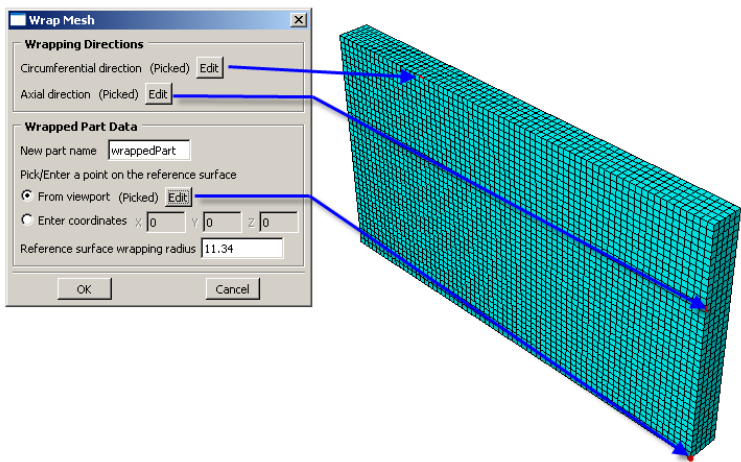 Wrap Mesh
Wrapping Directions
Circumferential direction (Picked) Edit
Axial direction (Picked) Edit
Wrapped Part Data
New part name wrappedPart
Pick/Enter a point on the reference surface
From viewport (Picked) Edit
Enter coordinates X 0 Y 0 Z 0
Reference surface wrapping radius 11.34
OK Cancel